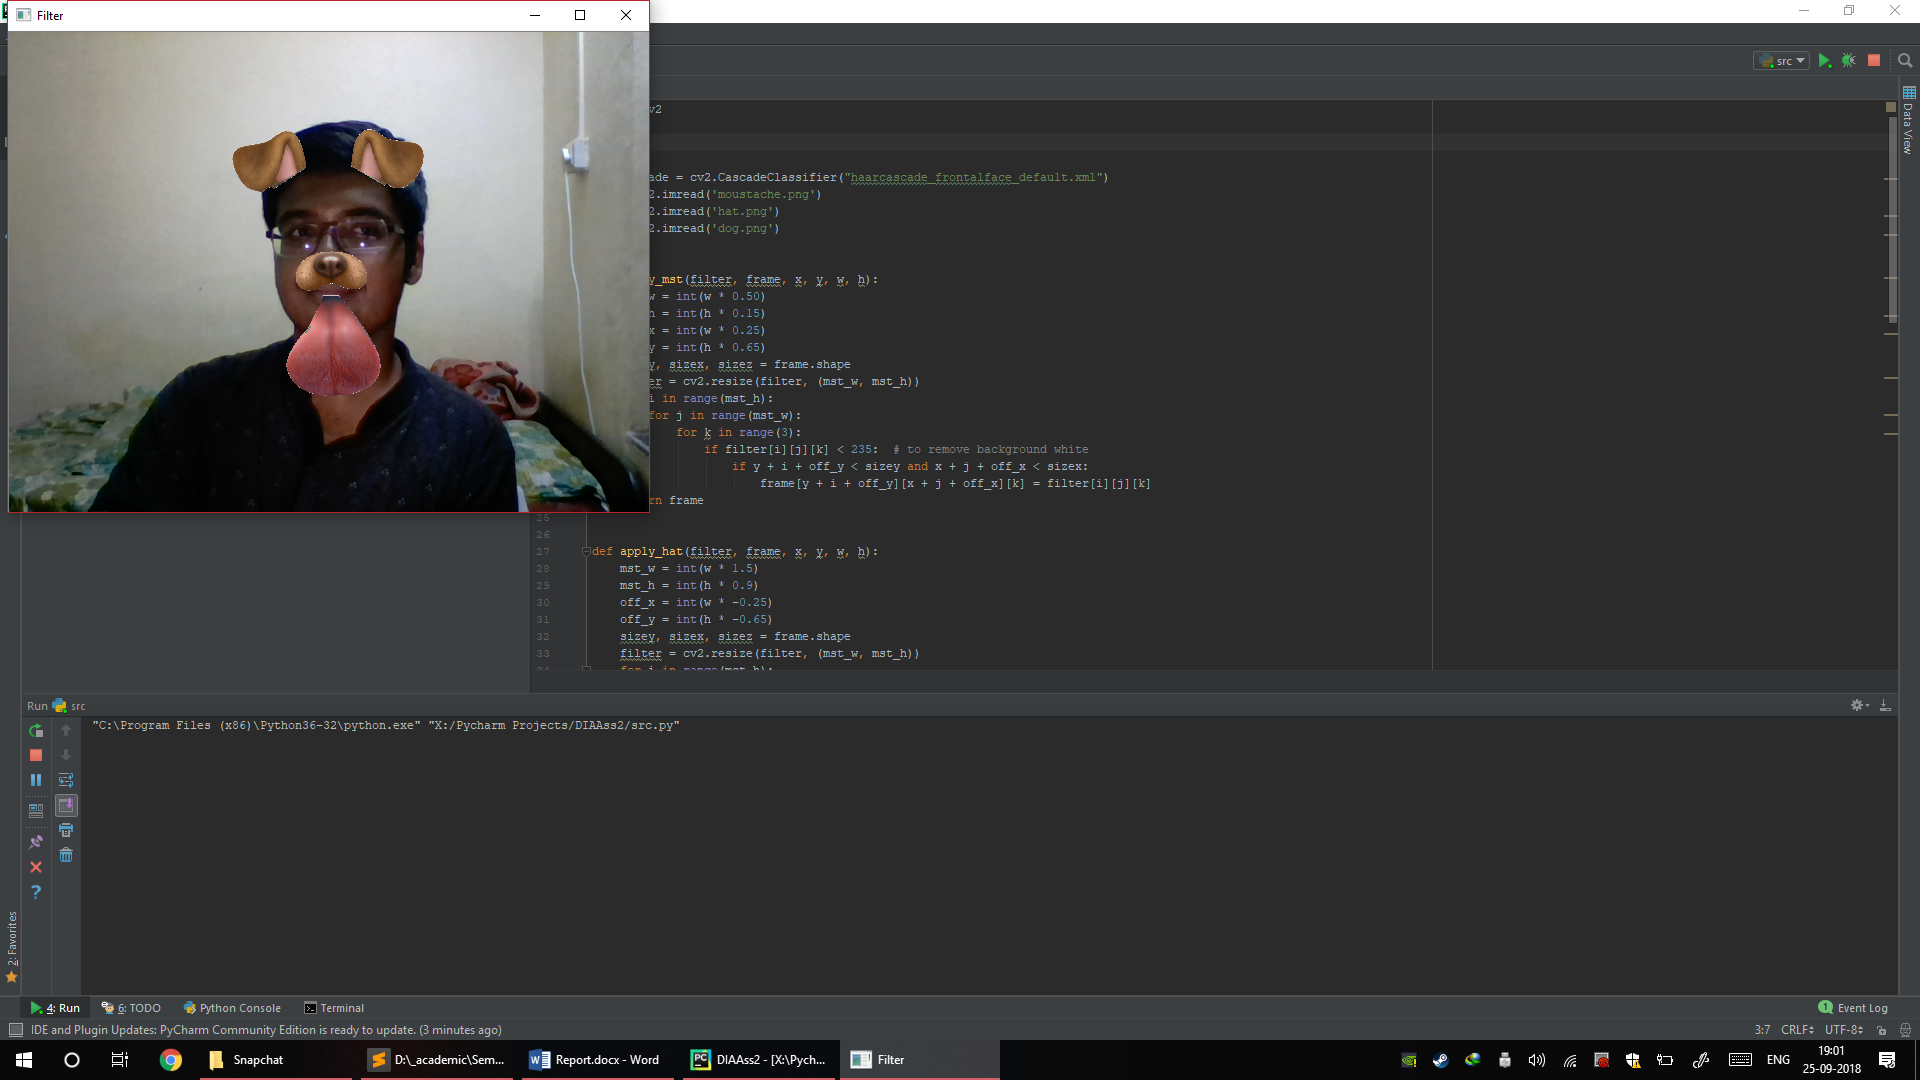 Filter
src
v2
ade = cv2.CascadeClassifier("haarcascade_frontalface_default.xml")
2.imread('moustache.png')
2.imread('hat.png')
2.imread('dog.png')
y_mst(filter, frame, x, y, w, h):
w = int(w * 0.50)
h = int(h * 0.15)
x = int(w * 0.25)
y = int(h * 0.65)
y, sizex, sizez = frame.shape
er = cv2.resize(filter, (mst_w, mst_h))
i in range(mst_h):
for j in range(mst_w):
for k in range(3):
if filter[i][j][k] < 235:  # to remove background white
if y + i + off_y < sizey and x + j + off_x < sizex:
frame[y + i + off_y][x + j + off_x][k] = filter[i][j][k]
rn frame
25
26
27 def apply_hat(filter, frame, x, y, w, h):
28 mst_w = int(w * 1.5)
29 mst_h = int(h * 0.9)
30 off_x = int(w * -0.25)
31 off_y = int(h * -0.65)
32 sizey, sizex, sizez = frame.shape
33 filter = cv2.resize(filter, (mst_w, mst_h))
34 for i in range(mst_h):
Data View
Run src
"C:\Program Files (x86)\Python36-32\python.exe" "X:/Pycharm Projects/DIAAss2/src.py"
2: Favorites
4: Run 6: TODO Python Console Terminal 1 Event Log
IDE and Plugin Updates: PyCharm Community Edition is ready to update. (3 minutes ago) 3:7 CRLF UTF-8
Snapchat D:\_academic\Sem... Report.docx - Word DIAAss2 - [X:\Pych... Filter ENG 19:01
25-09-2018